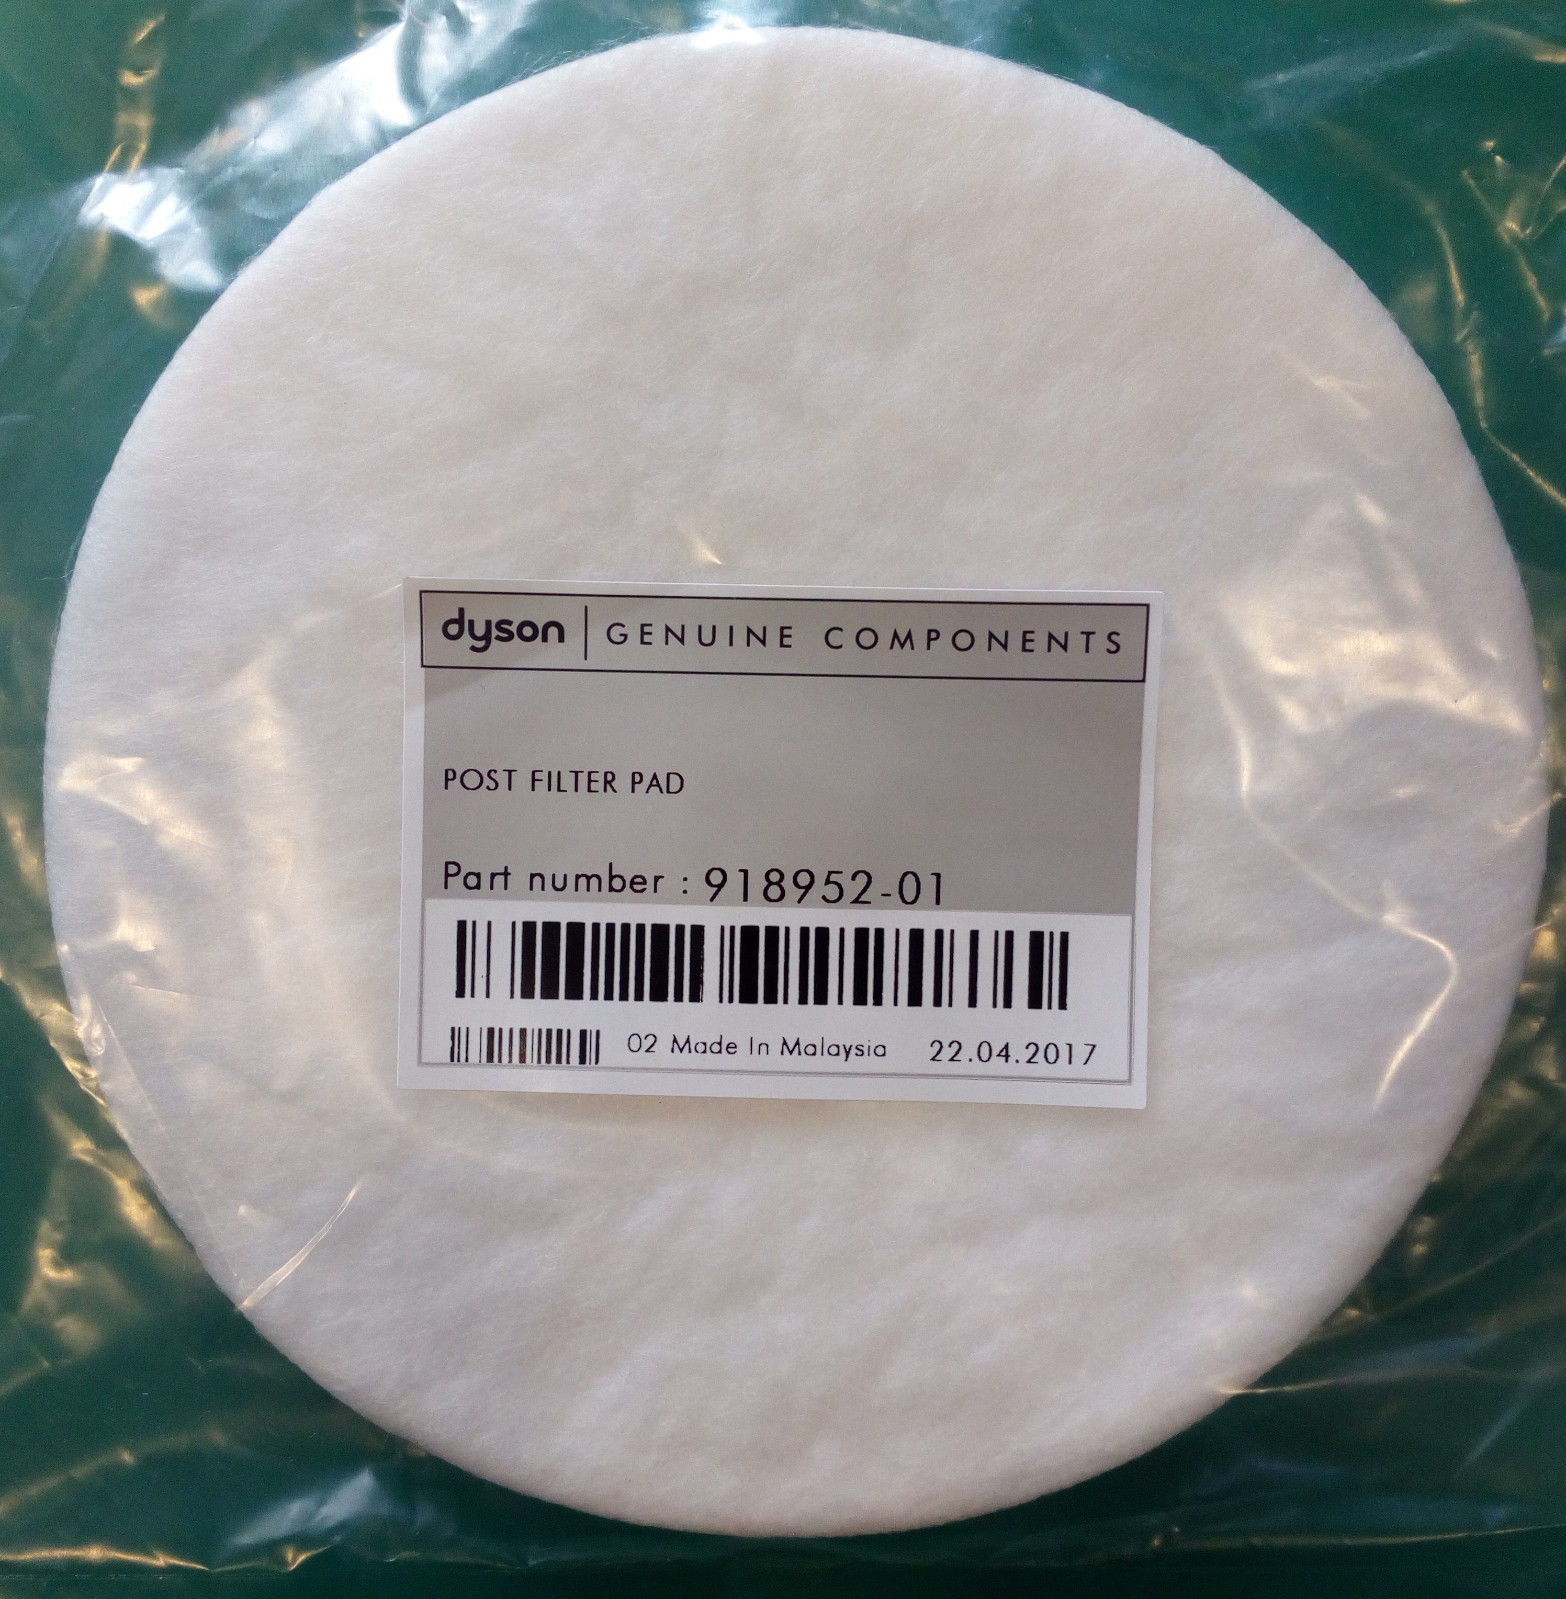 dyson | GENUINE COMPONENTS
POST FILTER PAD
Part number : 918952-01
02 Made In Malaysia 22.04.2017